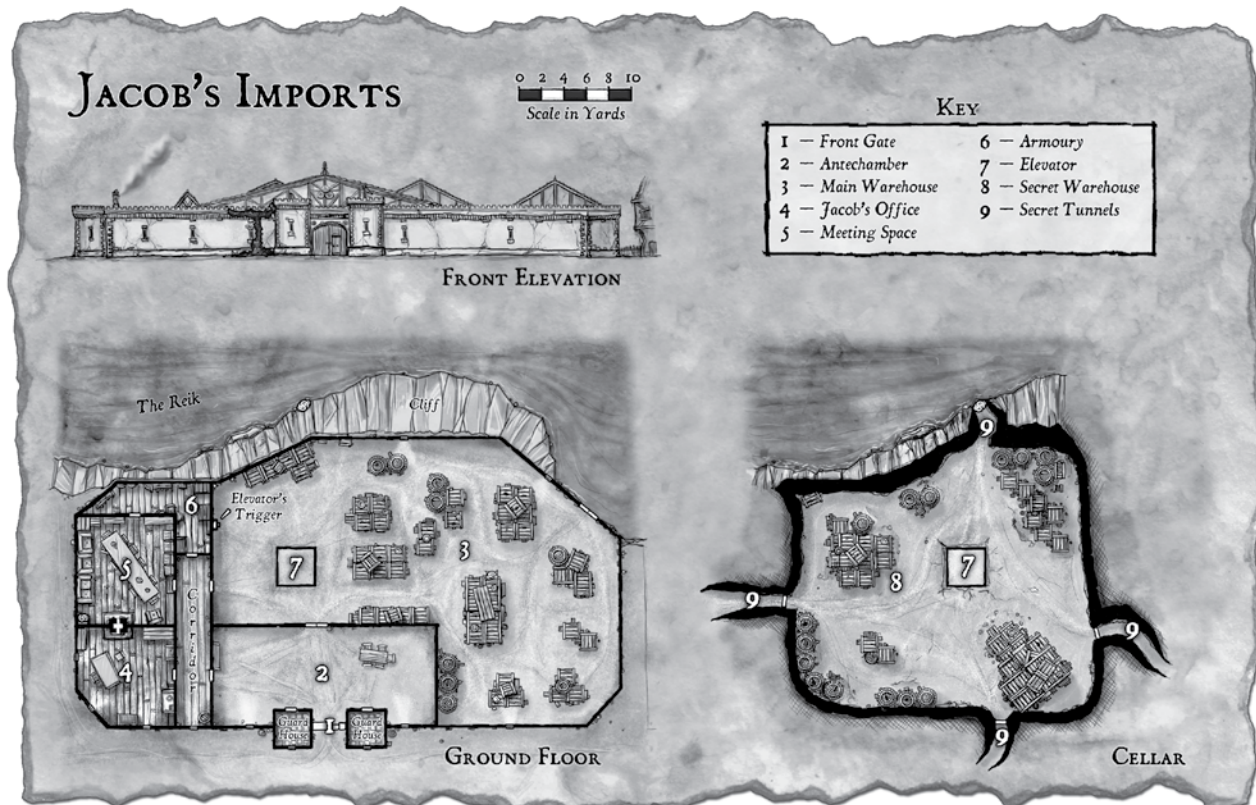 Jacob's Imports
0 2 4 6 8 10
Scale in Yards
Key
1 – Front Gate
2 – Antechamber
3 – Main Warehouse
4 – Jacob's Office
5 – Meeting Space
6 – Armoury
7 – Elevator
8 – Secret Warehouse
9 – Secret Tunnels
Front Elevation
The Reik
Cliff
6
Elevator's
Trigger
5
7
3
Corridor
4
2
Guard
House
1
Guard
House
Ground Floor
9
7
8
9
9
9
Cellar